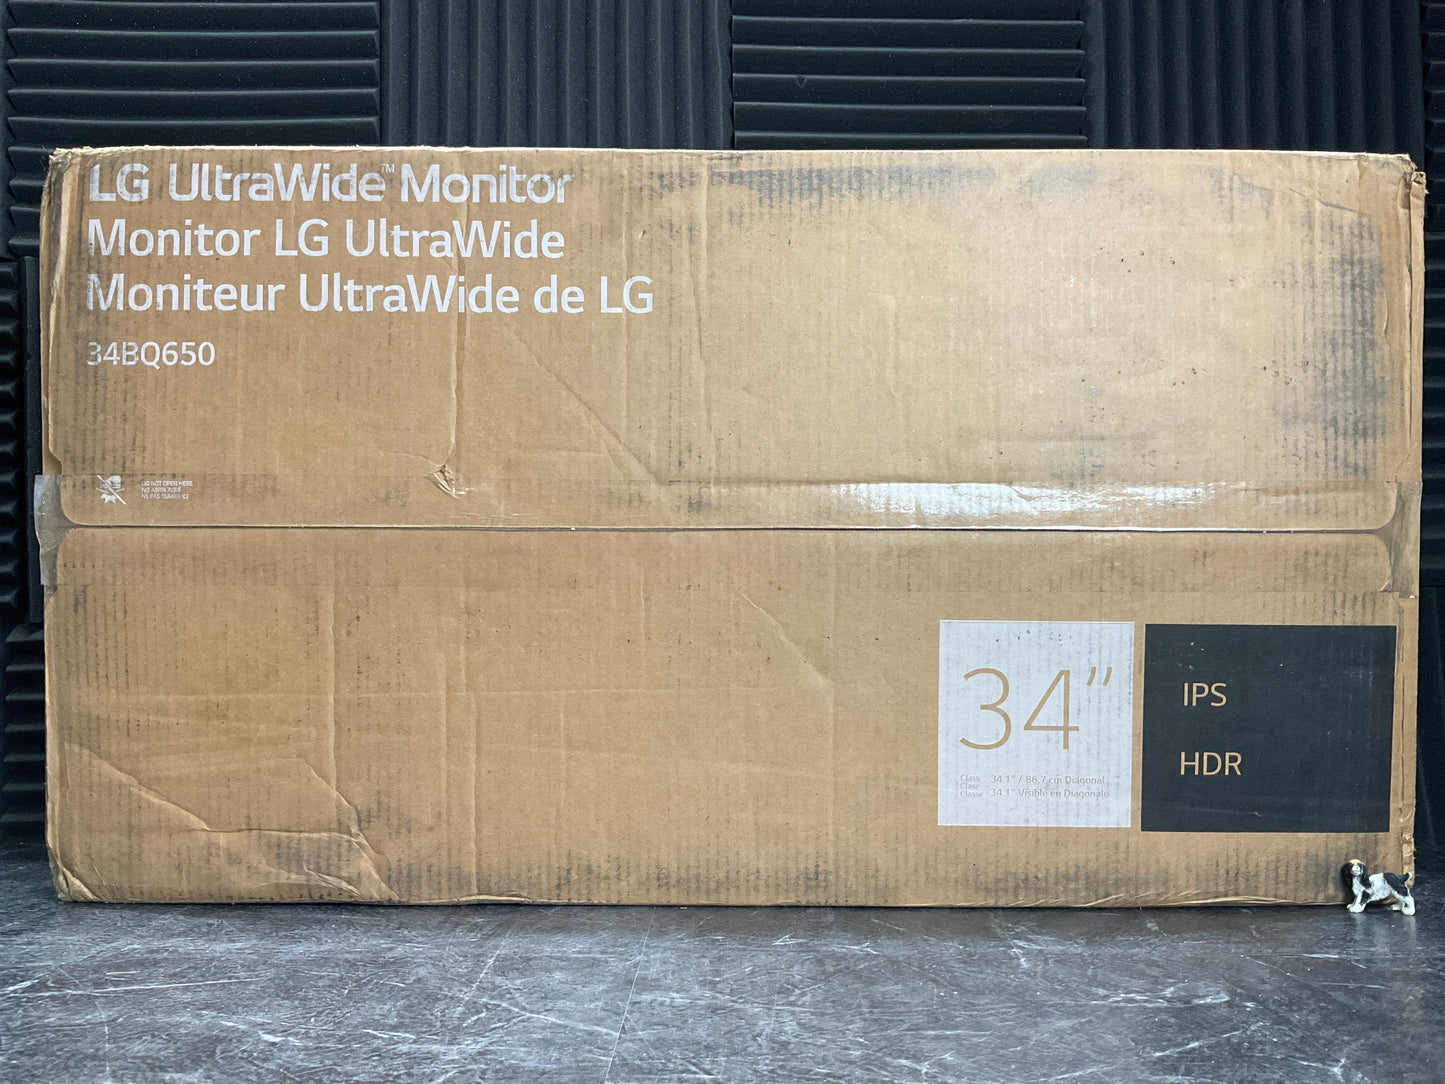 LG UltraWide™ Monitor
Monitor LG UltraWide
Moniteur UltraWide de LG
34BQ650
DO NOT OPEN HERE
NO ABRIR AQUÍ
NE PAS OUVRIR ICI
34”
IPS
HDR
Class
Clase
Classe
34.1” / 86,7 cm Diagonal
34.1” Visible en Diagonale